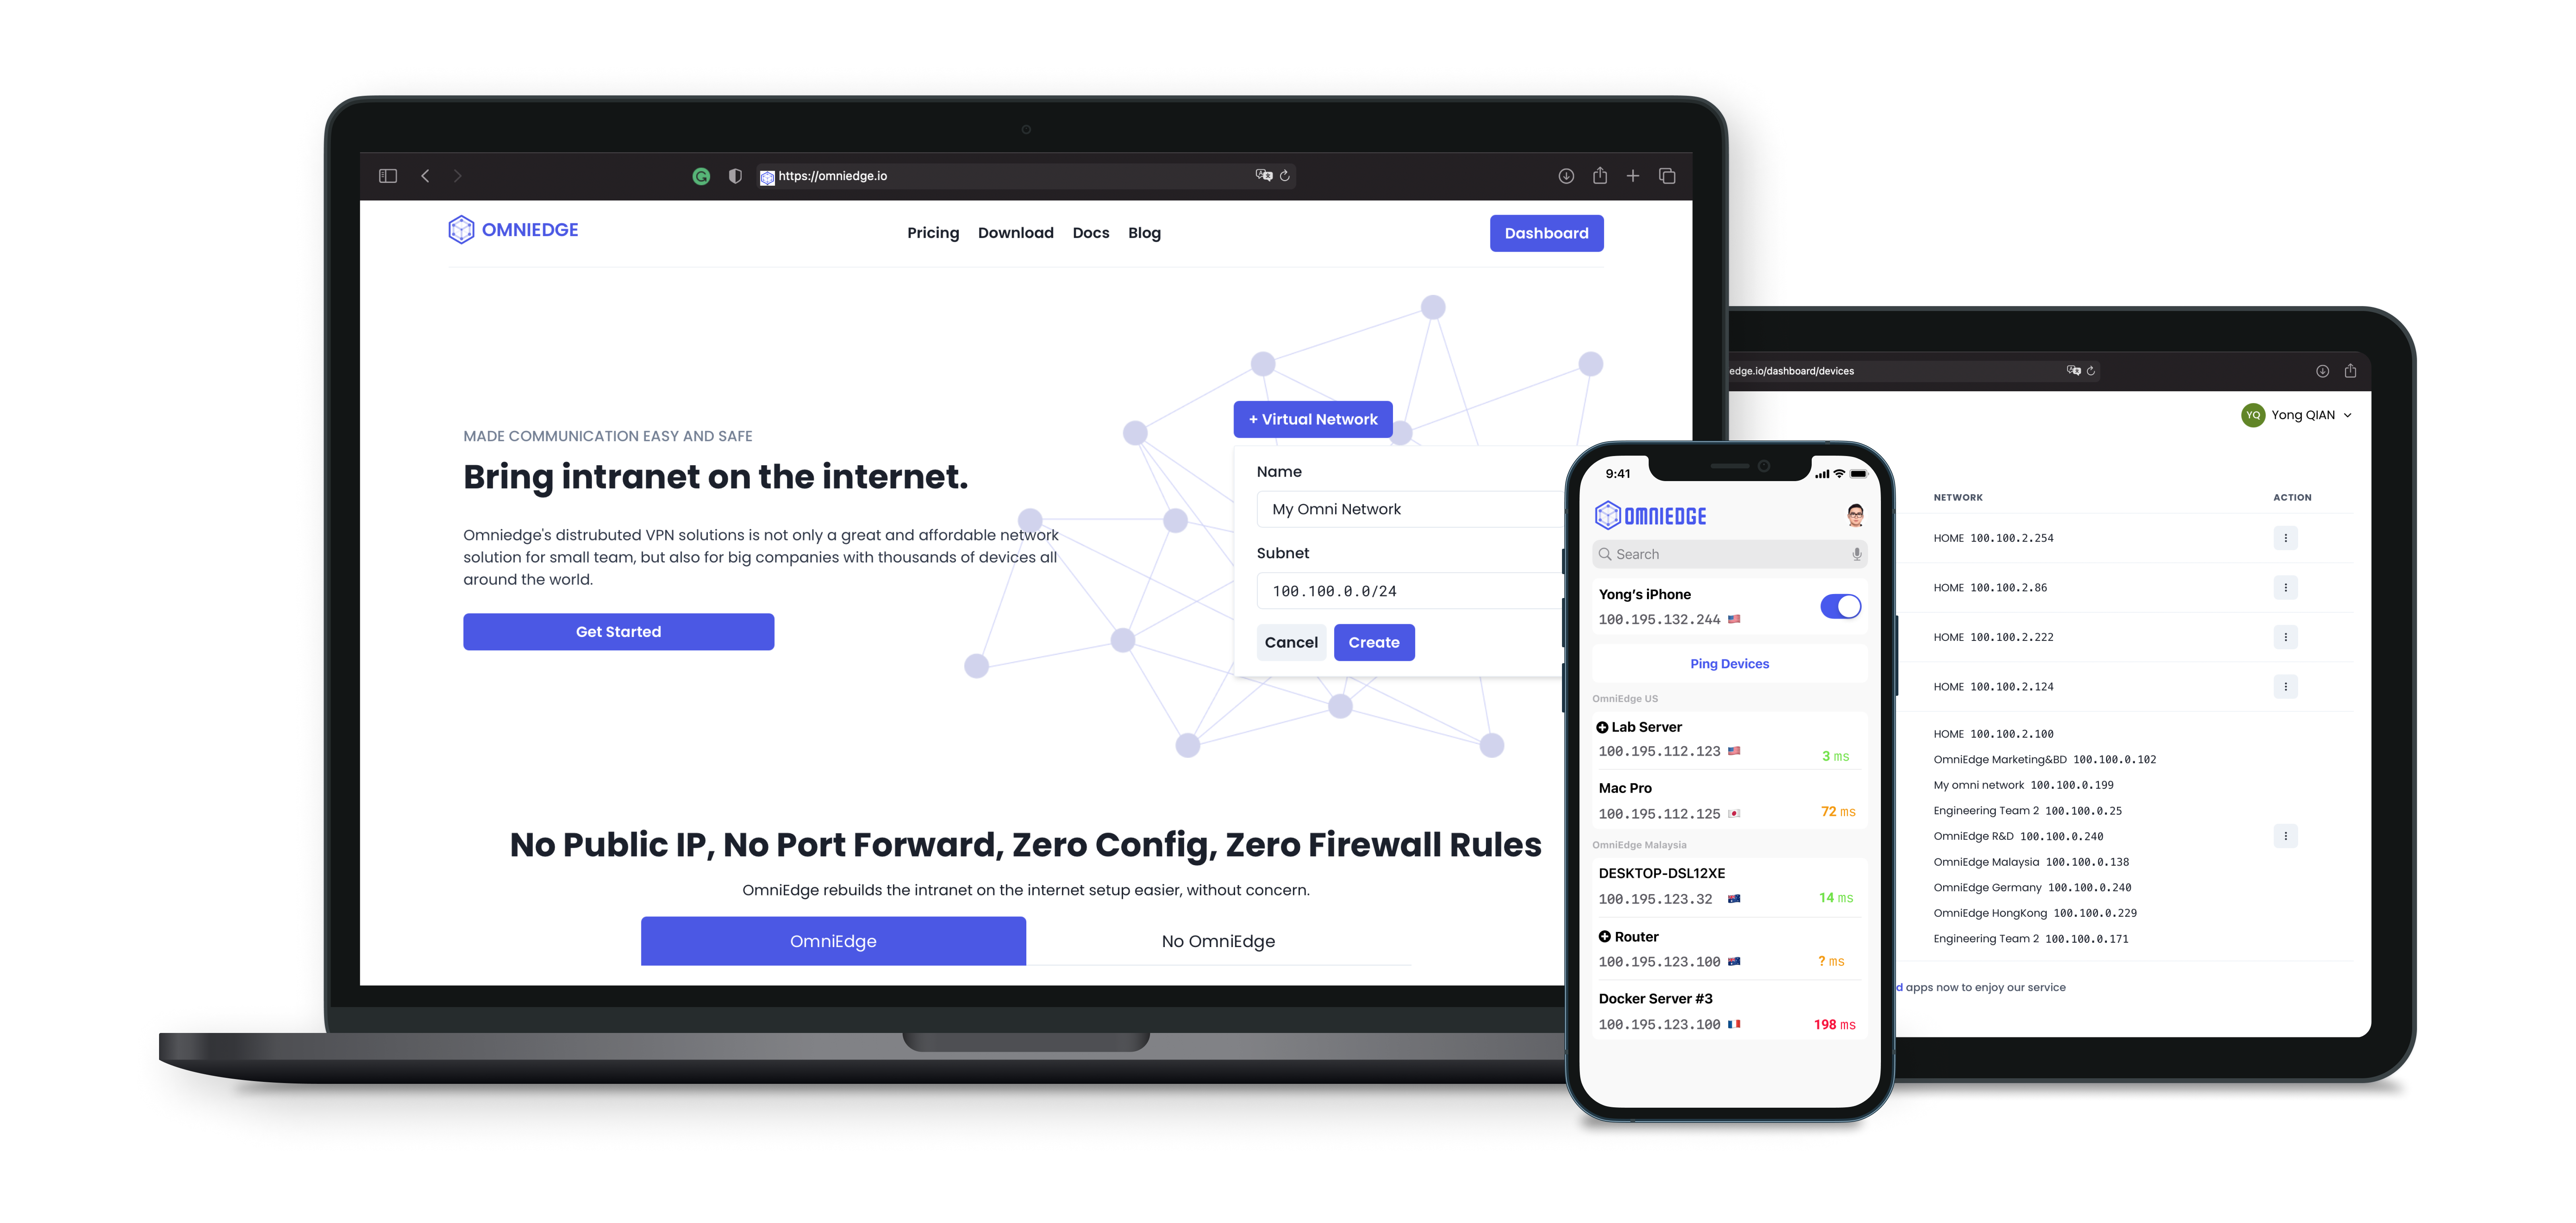 https://omniedge.io
OMNIEDGE
Pricing Download Docs Blog
Dashboard
MADE COMMUNICATION EASY AND SAFE
Bring intranet on the internet.
Omniedge's distrubuted VPN solutions is not only a great and affordable network
solution for small team, but also for big companies with thousands of devices all
around the world.
Get Started
+ Virtual Network
Name
My Omni Network
Subnet
100.100.0.0/24
Cancel Create
No Public IP, No Port Forward, Zero Config, Zero Firewall Rules
OmniEdge rebuilds the intranet on the internet setup easier, without concern.
OmniEdge No OmniEdge
9:41
OMNIEDGE
Search
Yong’s iPhone
100.195.132.244
Ping Devices
OmniEdge US
Lab Server
100.195.112.123
3 ms
Mac Pro
100.195.112.125
72 ms
OmniEdge Malaysia
DESKTOP-DSL12XE
100.195.123.32
14 ms
Router
100.195.123.100
? ms
Docker Server #3
100.195.123.100
198 ms
edge.io/dashboard/devices
YQ Yong QIAN
NETWORK ACTION
HOME 100.100.2.254
HOME 100.100.2.86
HOME 100.100.2.222
HOME 100.100.2.124
HOME 100.100.2.100
OmniEdge Marketing&BD 100.100.0.102
My omni network 100.100.0.199
Engineering Team 2 100.100.0.25
OmniEdge R&D 100.100.0.240
OmniEdge Malaysia 100.100.0.138
OmniEdge Germany 100.100.0.240
OmniEdge HongKong 100.100.0.229
Engineering Team 2 100.100.0.171
d apps now to enjoy our service